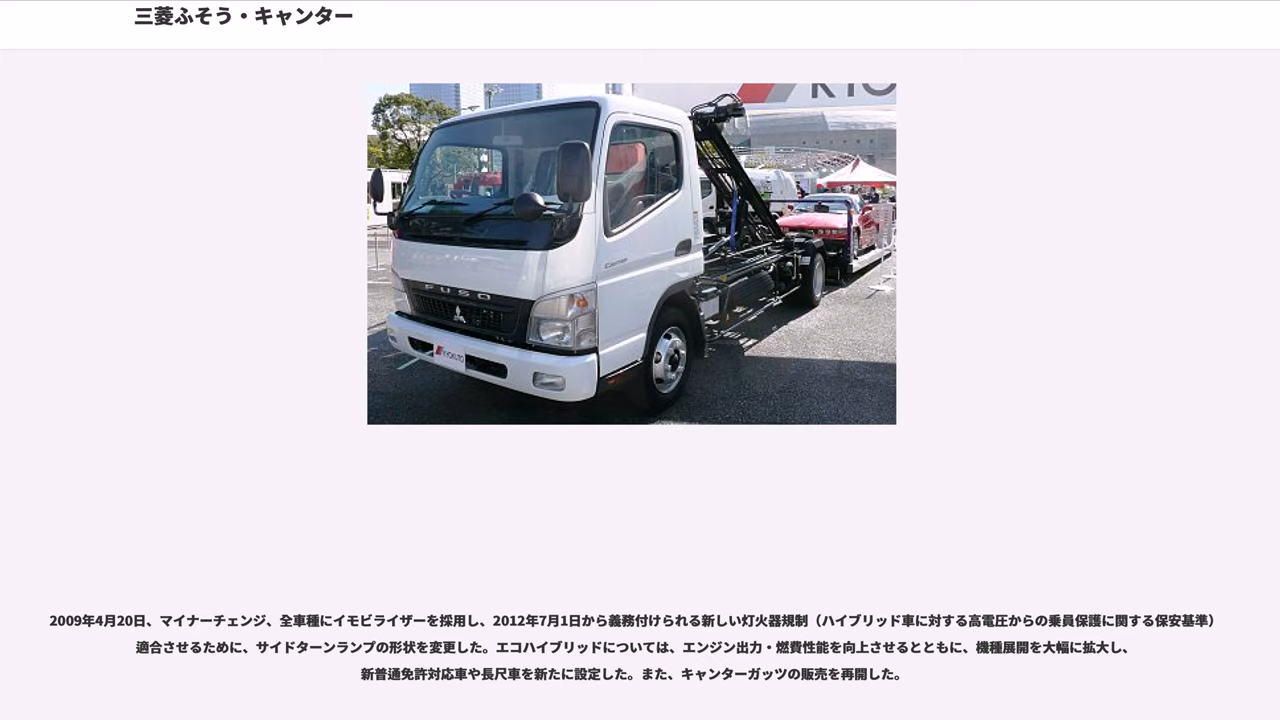 三菱ふそう・キャンター
KYO
Canter
FUSO
KYOKUTO
2009年4月20日、マイナーチェンジ、全車種にイモビライザーを採用し、2012年7月1日から義務付けられる新しい灯火器規制（ハイブリッド車に対する高電圧からの乗員保護に関する保安基準）
適合させるために、サイドターンランプの形状を変更した。エコハイブリッドについては、エンジン出力・燃費性能を向上させるとともに、機種展開を大幅に拡大し、
新普通免許対応車や長尺車を新たに設定した。また、キャンターガッツの販売を再開した。